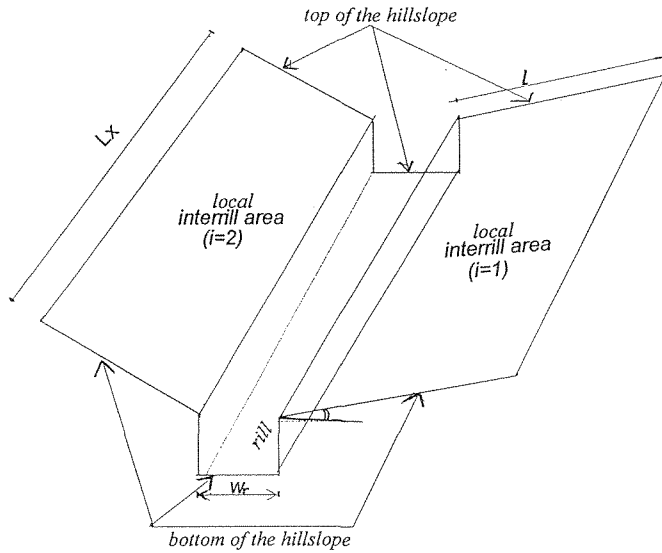 top of the hillslope
l
Lx
local
interrill area
(i=2)
local
interrill area
(i=1)
rill
Wr
bottom of the hillslope